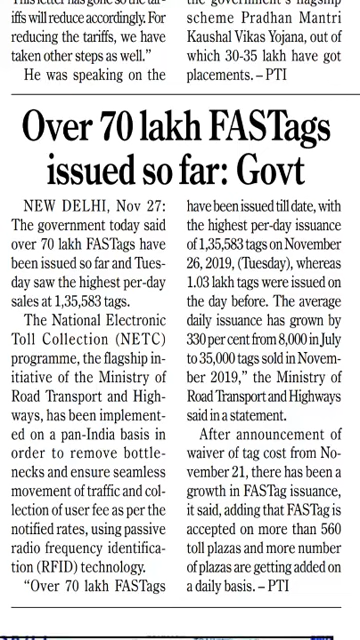 This letter has gone so the tar-
iffs will reduce accordingly. For
reducing the tariffs, we have
taken other steps as well.”
He was speaking on the
the government's flagship
scheme Pradhan Mantri
Kaushal Vikas Yojana, out of
which 30-35 lakh have got
placements. – PTI
Over 70 lakh FASTags
issued so far: Govt
NEW DELHI, Nov 27:
The government today said
over 70 lakh FASTags have
been issued so far and Tues-
day saw the highest per-day
sales at 1,35,583 tags.
The National Electronic
Toll Collection (NETC)
programme, the flagship in-
itiative of the Ministry of
Road Transport and High-
ways, has been implement-
ed on a pan-India basis in
order to remove bottle-
necks and ensure seamless
movement of traffic and col-
lection of user fee as per the
notified rates, using passive
radio frequency identifica-
tion (RFID) technology.
“Over 70 lakh FASTags
have been issued till date, with
the highest per-day issuance
of 1,35,583 tags on November
26, 2019, (Tuesday), whereas
1.03 lakh tags were issued on
the day before. The average
daily issuance has grown by
330 per cent from 8,000 in July
to 35,000 tags sold in Novem-
ber 2019,” the Ministry of
Road Transport and Highways
said in a statement.
After announcement of
waiver of tag cost from No-
vember 21, there has been a
growth in FASTag issuance,
it said, adding that FASTag is
accepted on more than 560
toll plazas and more number
of plazas are getting added on
a daily basis. – PTI